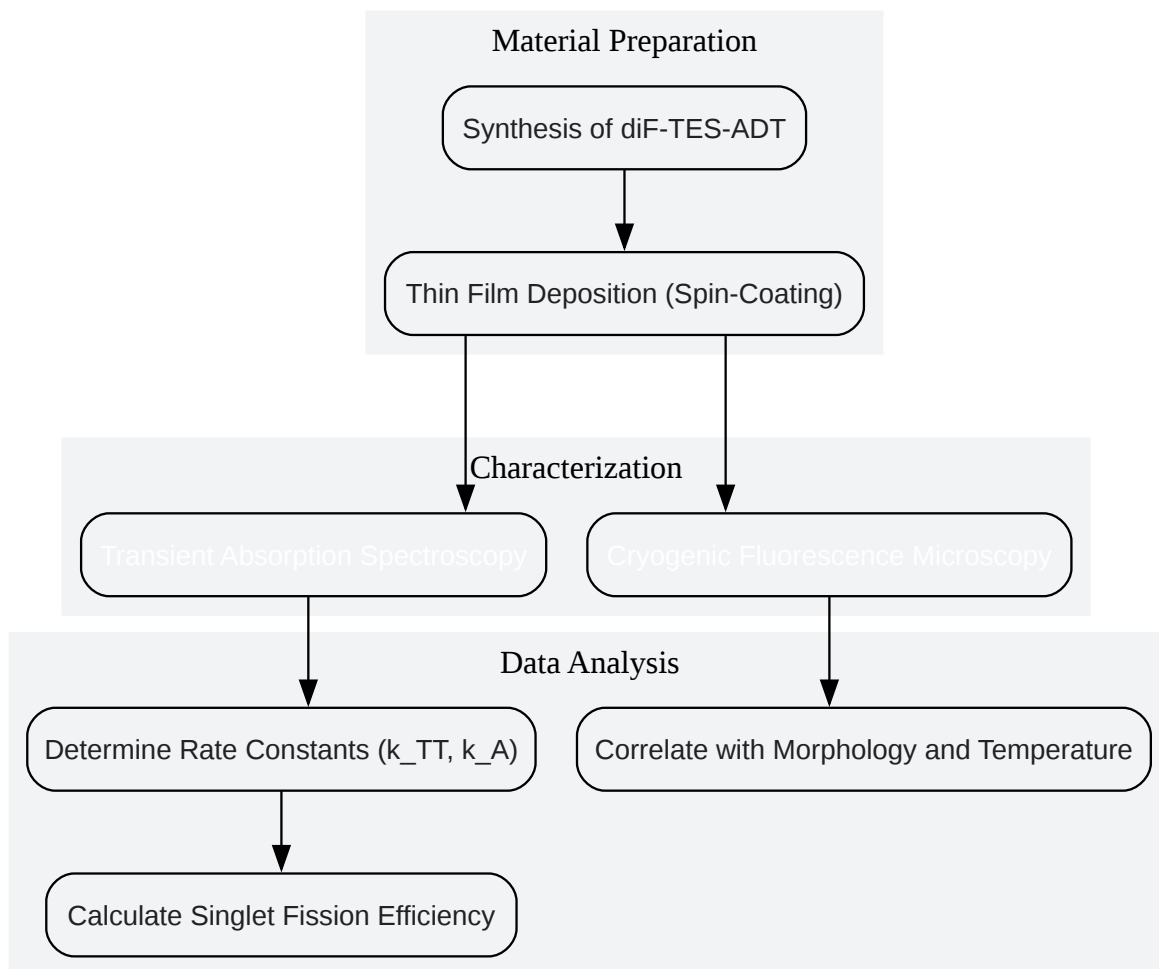 Material Preparation
Synthesis of diF-TES-ADT
Thin Film Deposition (Spin-Coating)
Characterization
Transient Absorption Spectroscopy
Cryogenic Fluorescence Microscopy
Data Analysis
Determine Rate Constants (k_TT, k_A)
Correlate with Morphology and Temperature
Calculate Singlet Fission Efficiency